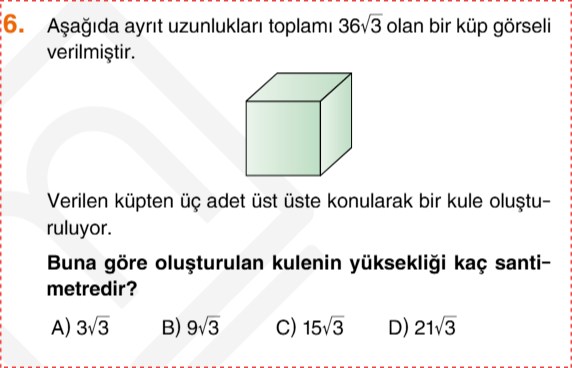 6. Aşağıda ayrıt uzunlukları toplamı 36√3 olan bir küp görseli
verilmiştir.
Verilen küpten üç adet üst üste konularak bir kule oluştu-
ruluyor.
Buna göre oluşturulan kulenin yüksekliği kaç santi-
metredir?
A) 3√3 B) 9√3 C) 15√3 D) 21√3